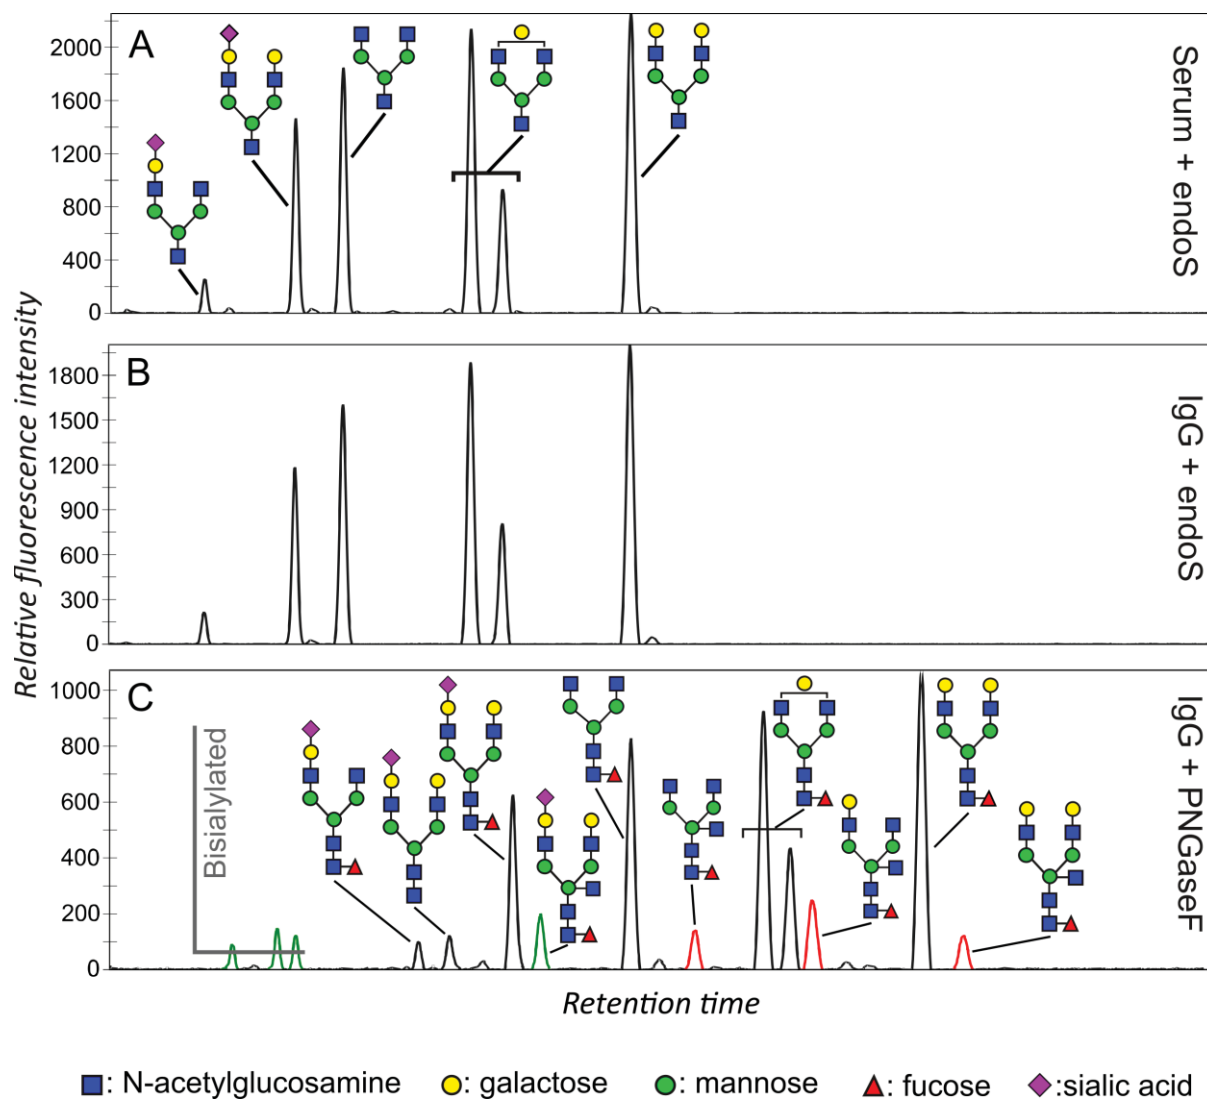 A
2000
1600
1200
800
400
0
Serum + endoS
B
1800
1500
1200
900
600
300
0
IgG + endoS
Relative fluorescence intensity
C
1000
800
600
400
200
0
Bisialylated
IgG + PNGaseF
Retention time
: N-acetylglucosamine : galactose : mannose : fucose :sialic acid